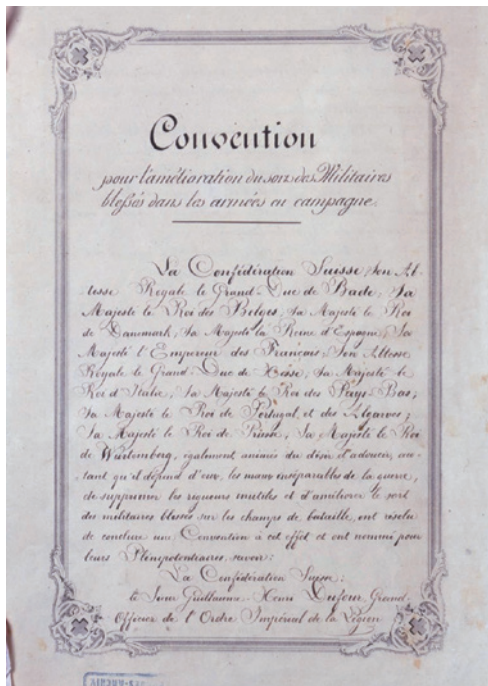 Convention
pour l'amélioration du sort des Militaires
blessés dans les armées en campagne.
La Confédération Suisse, Son Al-
tesse Royale le Grand-Duc de Bade, Sa
Majesté le Roi des Belges, Sa Majesté le Roi
de Danemark, Sa Majesté la Reine d'Espagne, Sa
Majesté l'Empereur des Français, Son Altesse
Royale le Grand-Duc de Hesse, Sa Majesté le
Roi d'Italie, Sa Majesté le Roi des Pays-Bas,
Sa Majesté le Roi de Portugal et des Algarves,
Sa Majesté le Roi de Prusse, Sa Majesté le Roi
de Wurtemberg, également animés du désir d'adoucir, au-
tant qu'il dépend d'eux, les maux inséparables de la guerre,
de supprimer les rigueurs inutiles et d'améliorer le sort
des militaires blessés sur les champs de bataille, ont résolu
de conclure une Convention à cet effet et ont nommé pour
leurs Plénipotentiaires, savoir:
La Confédération Suisse:
le Sieur Guillaume-Henri Dufour, Grand-
Officier de l'Ordre Impérial de la Légion